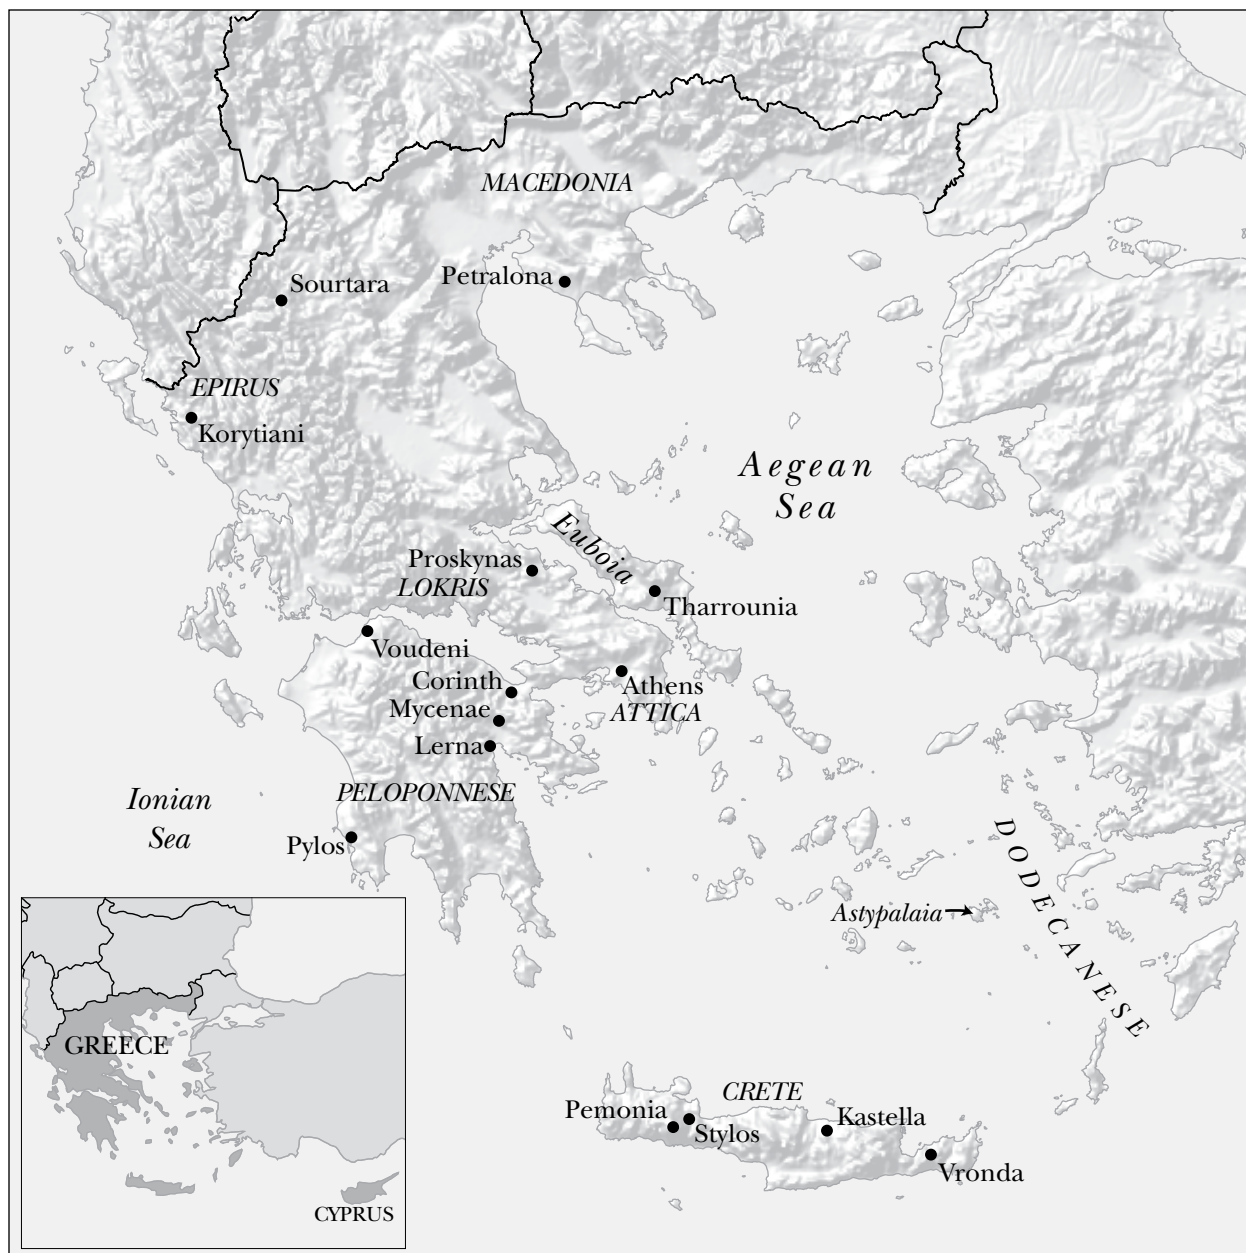 MACEDONIA
Sourtara
Petralona
EPIRUS
Korytiani
Aegean
Sea
Euboia
Proskynas
LOKRIS
Tharrounia
Voudeni
Corinth
Athens
Mycenae
ATTICA
Lerna
PELOPONNESE
Ionian
Sea
Pylos
DODECANESE
Astypalaia
GREECE
CRETE
Pemonia
Kastella
Stylos
Vronda
CYPRUS